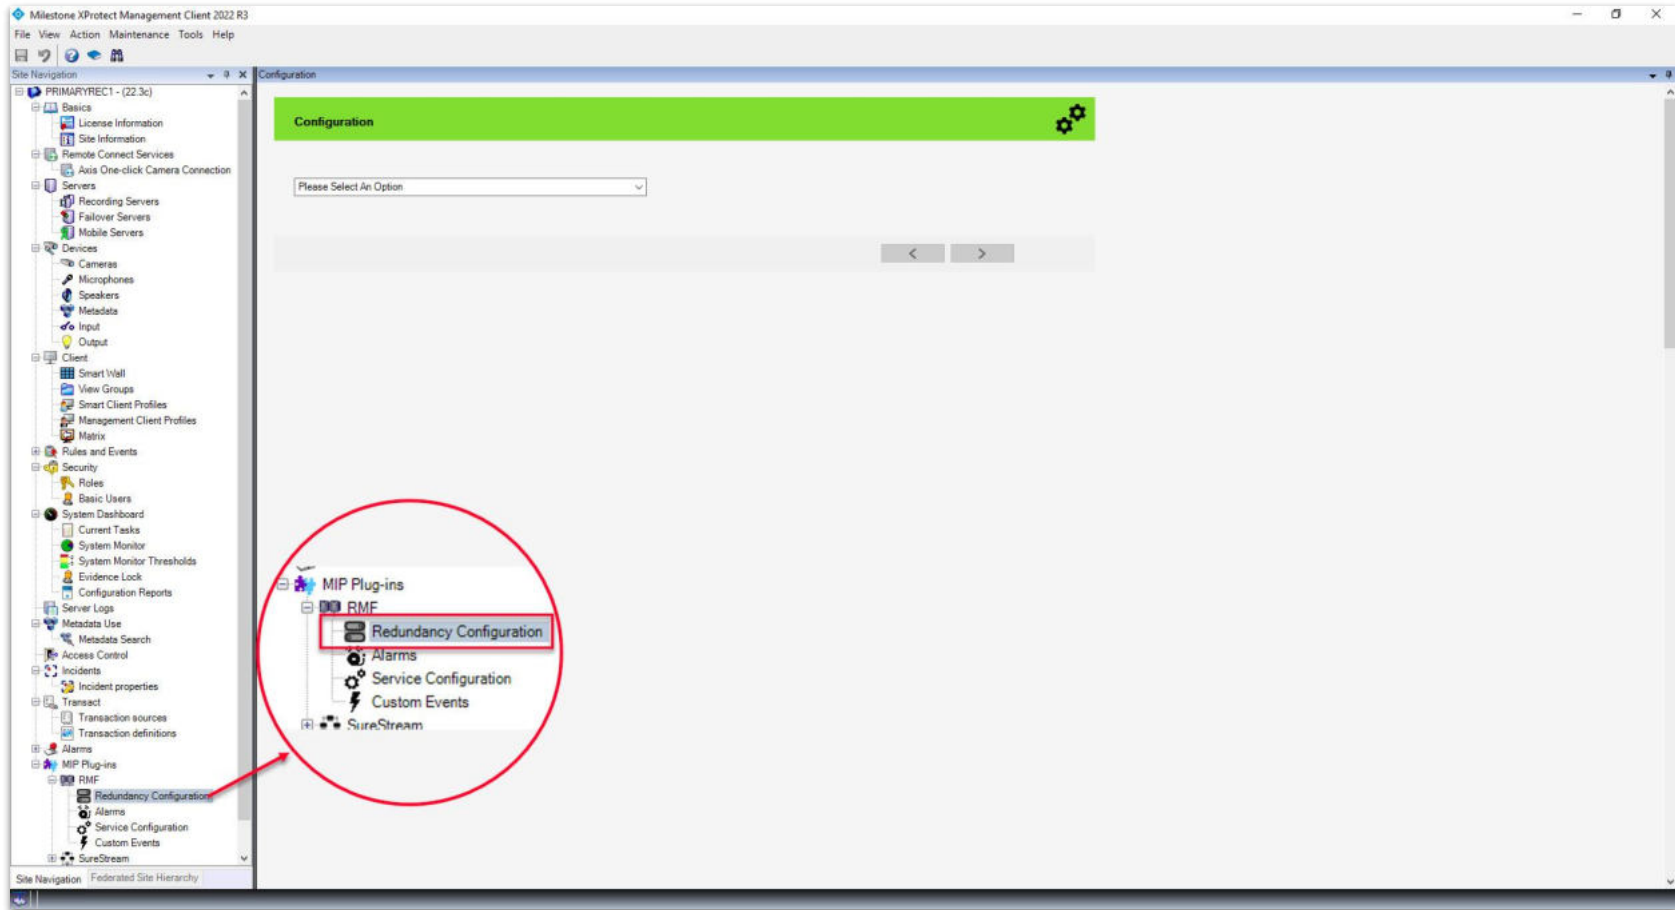 Milestone XProtect Management Client 2022 R3
File View Action Maintenance Tools Help
Site Navigation
Configuration
PRIMARYREC1 - (22.3c)
Basics
License Information
Site Information
Remote Connect Services
Axis One-click Camera Connection
Servers
Recording Servers
Failover Servers
Mobile Servers
Devices
Cameras
Microphones
Speakers
Metadata
Input
Output
Client
Smart Wall
View Groups
Smart Client Profiles
Management Client Profiles
Matrix
Rules and Events
Security
Roles
Basic Users
System Dashboard
Current Tasks
System Monitor
System Monitor Thresholds
Evidence Lock
Configuration Reports
Server Logs
Metadata Use
Metadata Search
Access Control
Incidents
Incident properties
Transact
Transaction sources
Transaction definitions
Alarms
MIP Plug-ins
RMF
Redundancy Configuration
Alarms
Service Configuration
Custom Events
SureStream
Site Navigation Federated Site Hierarchy
Configuration
Please Select An Option
< >
MIP Plug-ins
RMF
Redundancy Configuration
Alarms
Service Configuration
Custom Events
SureStream